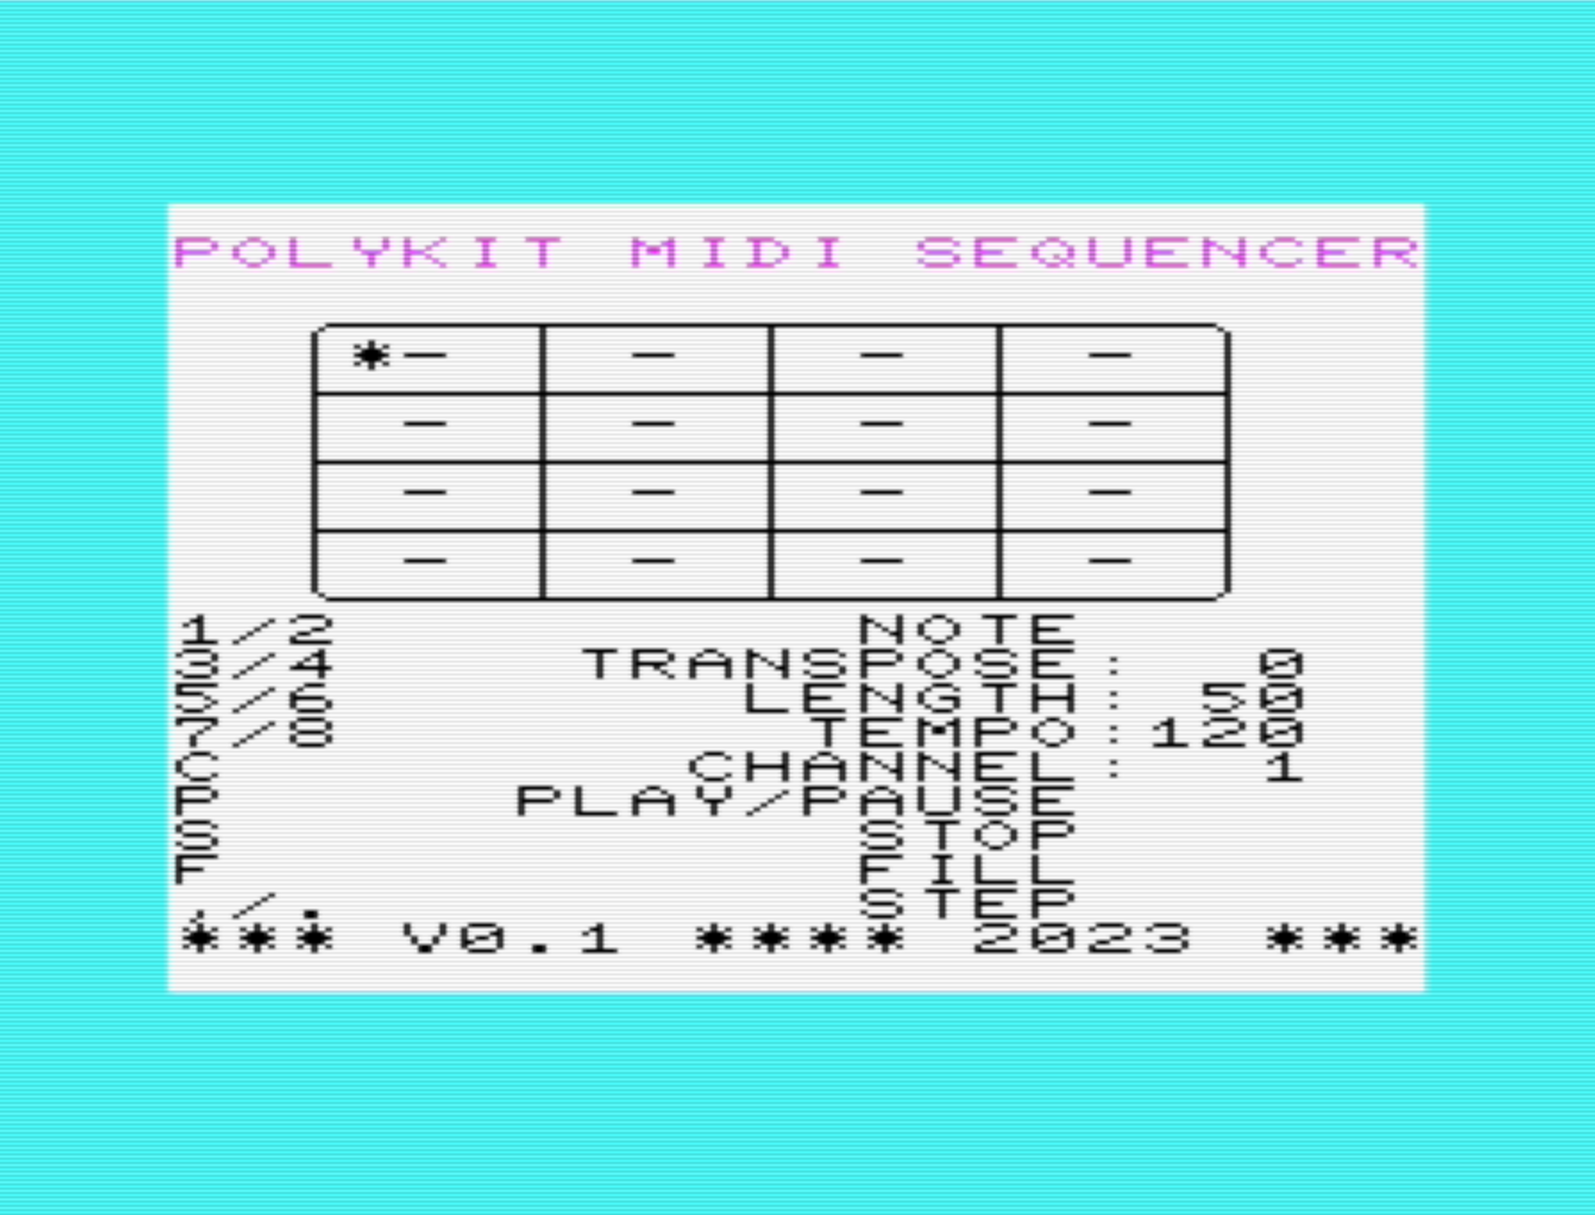 POLYKIT MIDI SEQUENCER
*— — — —
— — — —
— — — —
— — — —
1/2 NOTE
3/4 TRANSPOSE: 0
5/6 LENGTH: 50
7/8 TEMPO:120
C CHANNEL: 1
P PLAY/PAUSE
S STOP
F FILL
,/. STEP
*** V0.1 **** 2023 ***